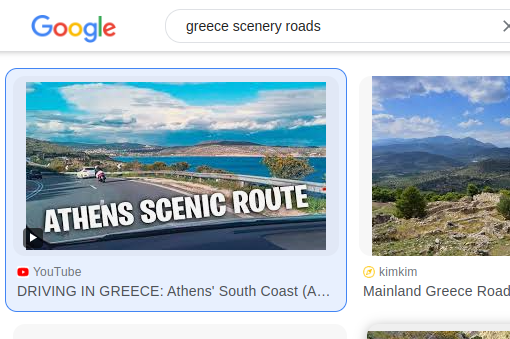 Google
greece scenery roads
ATHENS SCENIC ROUTE
YouTube
kimkim
DRIVING IN GREECE: Athens' South Coast (A...
Mainland Greece Road